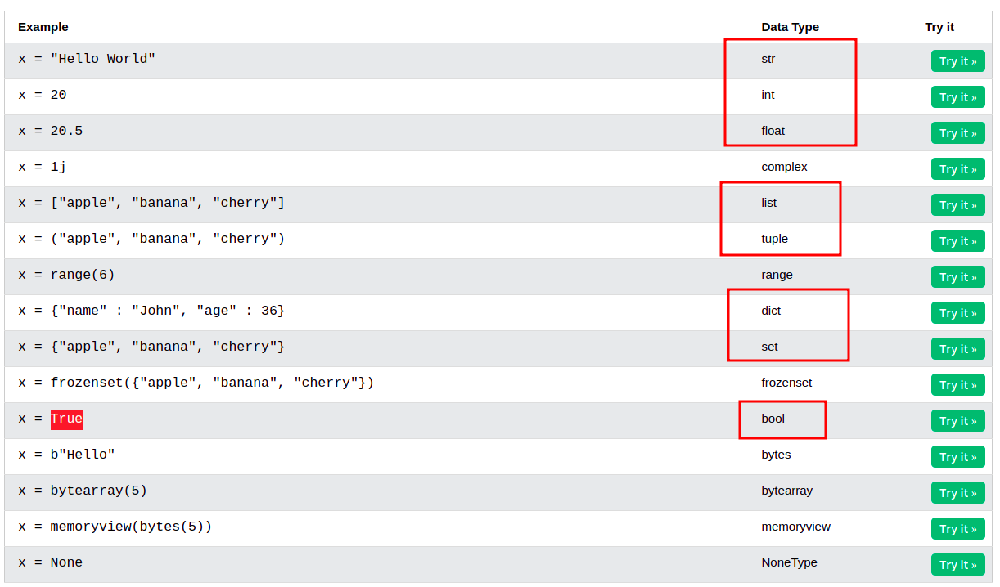 Example Data Type Try it
x = "Hello World" str Try it »
x = 20 int Try it »
x = 20.5 float Try it »
x = 1j complex Try it »
x = ["apple", "banana", "cherry"] list Try it »
x = ("apple", "banana", "cherry") tuple Try it »
x = range(6) range Try it »
x = {"name" : "John", "age" : 36} dict Try it »
x = {"apple", "banana", "cherry"} set Try it »
x = frozenset({"apple", "banana", "cherry"}) frozenset Try it »
x = True bool Try it »
x = b"Hello" bytes Try it »
x = bytearray(5) bytearray Try it »
x = memoryview(bytes(5)) memoryview Try it »
x = None NoneType Try it »